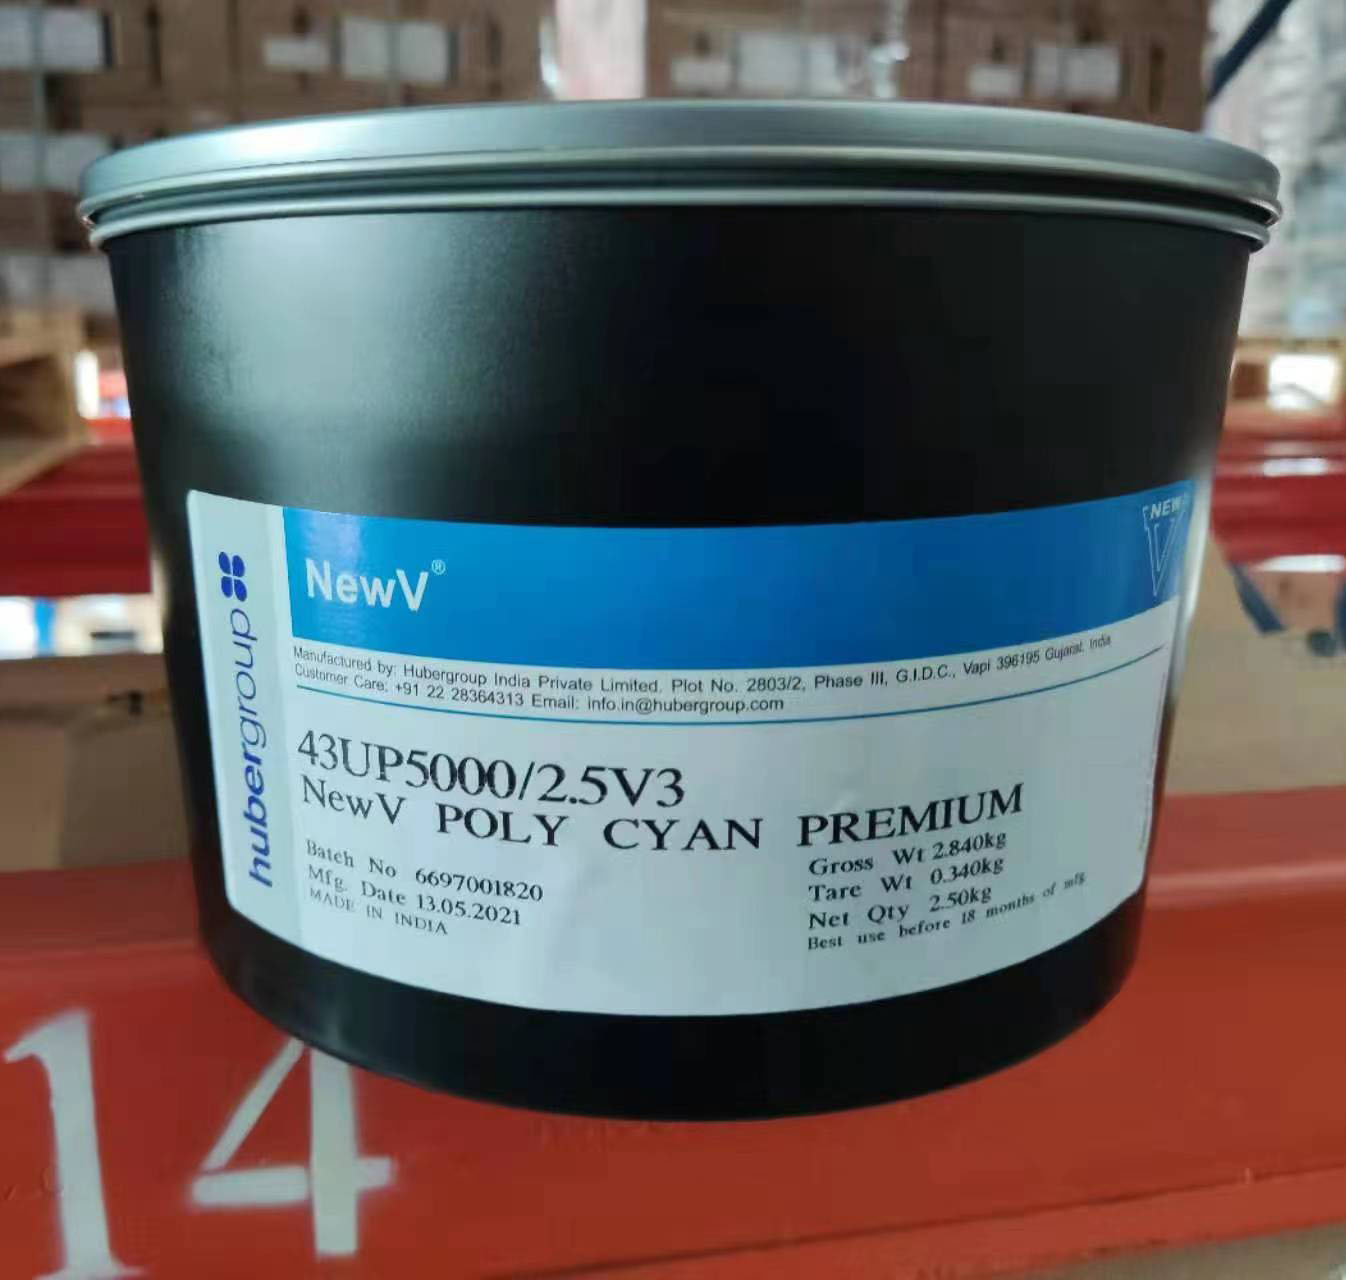 NewV®
NEW
V
hubergroup
Manufactured by: Hubergroup India Private Limited. Plot No. 2803/2, Phase III, G.I.D.C., Vapi 396195 Gujarat. India
Customer Care: +91 22 28364313 Email: info.in@hubergroup.com
43UP5000/2.5V3
NewV POLY CYAN PREMIUM
Batch No 6697001820
Mfg. Date 13.05.2021
MADE IN INDIA
Gross Wt 2.840kg
Tare Wt 0.340kg
Net Qty 2.50kg
Best use before 18 months of mfg
14